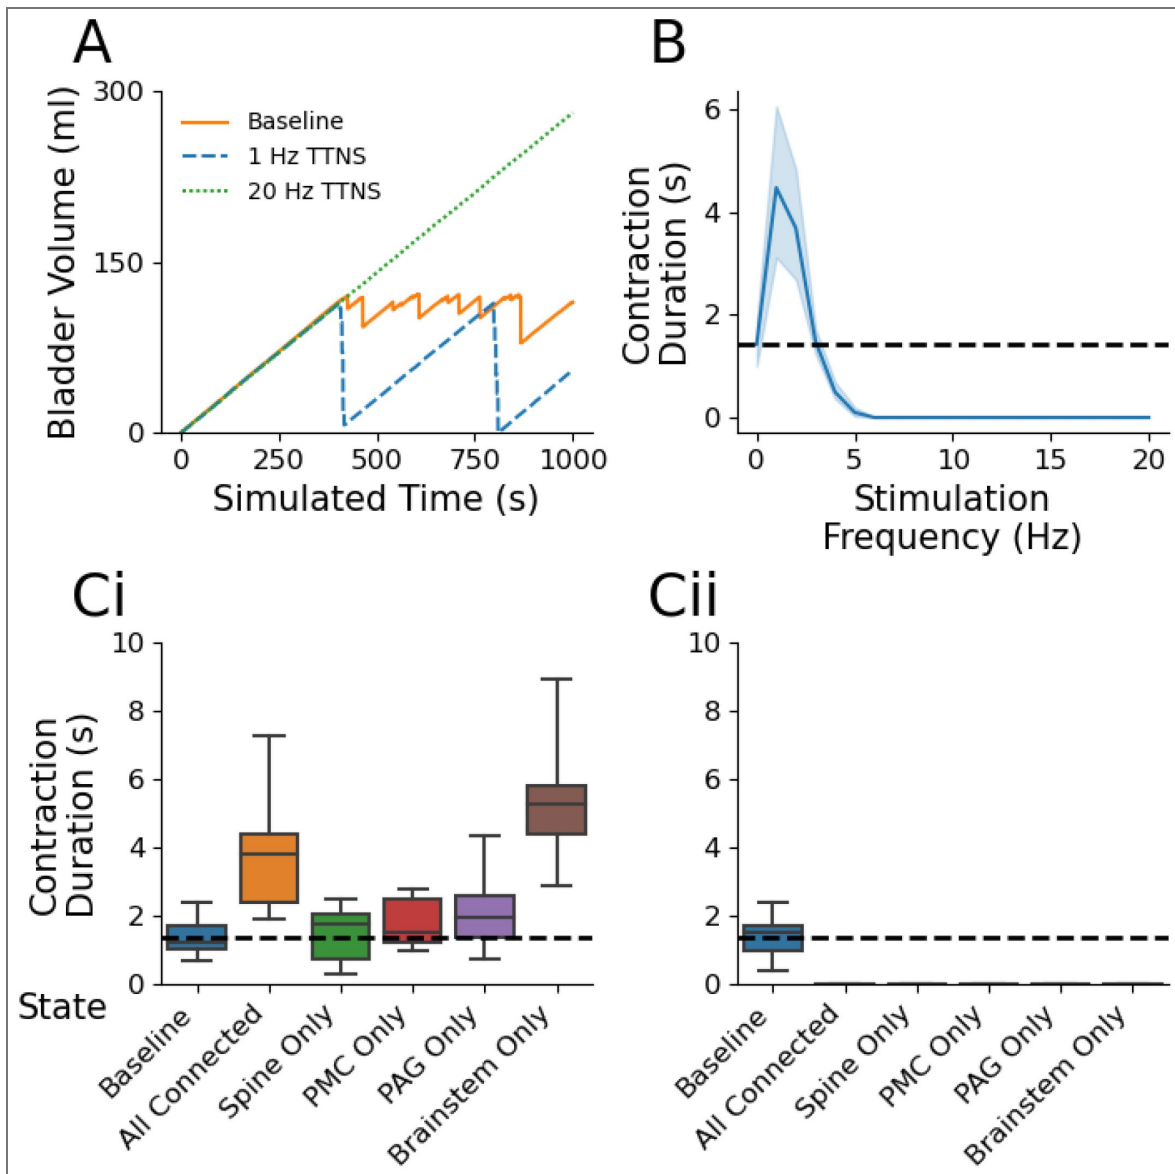 A
Bladder Volume (ml)
300
150
0
Baseline
1 Hz TTNS
20 Hz TTNS
0 250 500 750 1000
Simulated Time (s)
B
Contraction
Duration (s)
6
4
2
0
0 5 10 15 20
Stimulation
Frequency (Hz)
Ci
Contraction
Duration (s)
10
8
6
4
2
0
State
Baseline
All Connected
Spine Only
PMC Only
PAG Only
Brainstem Only
Cii
10
8
6
4
2
0
Baseline
All Connected
Spine Only
PMC Only
PAG Only
Brainstem Only